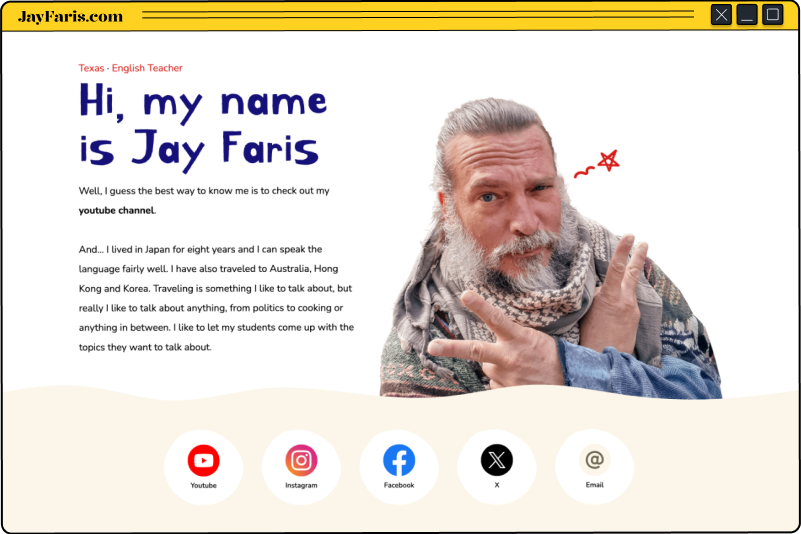 JayFaris.com
Texas - English Teacher
Hi, my name
is Jay Faris
Well, I guess the best way to know me is to check out my
youtube channel.
And... I lived in Japan for eight years and I can speak the
language fairly well. I have also traveled to Australia, Hong
Kong and Korea. Traveling is something I like to talk about, but
really I like to talk about anything, from politics to cooking or
anything in between. I like to let my students come up with the
topics they want to talk about.
Youtube
Instagram
Facebook
X
Email